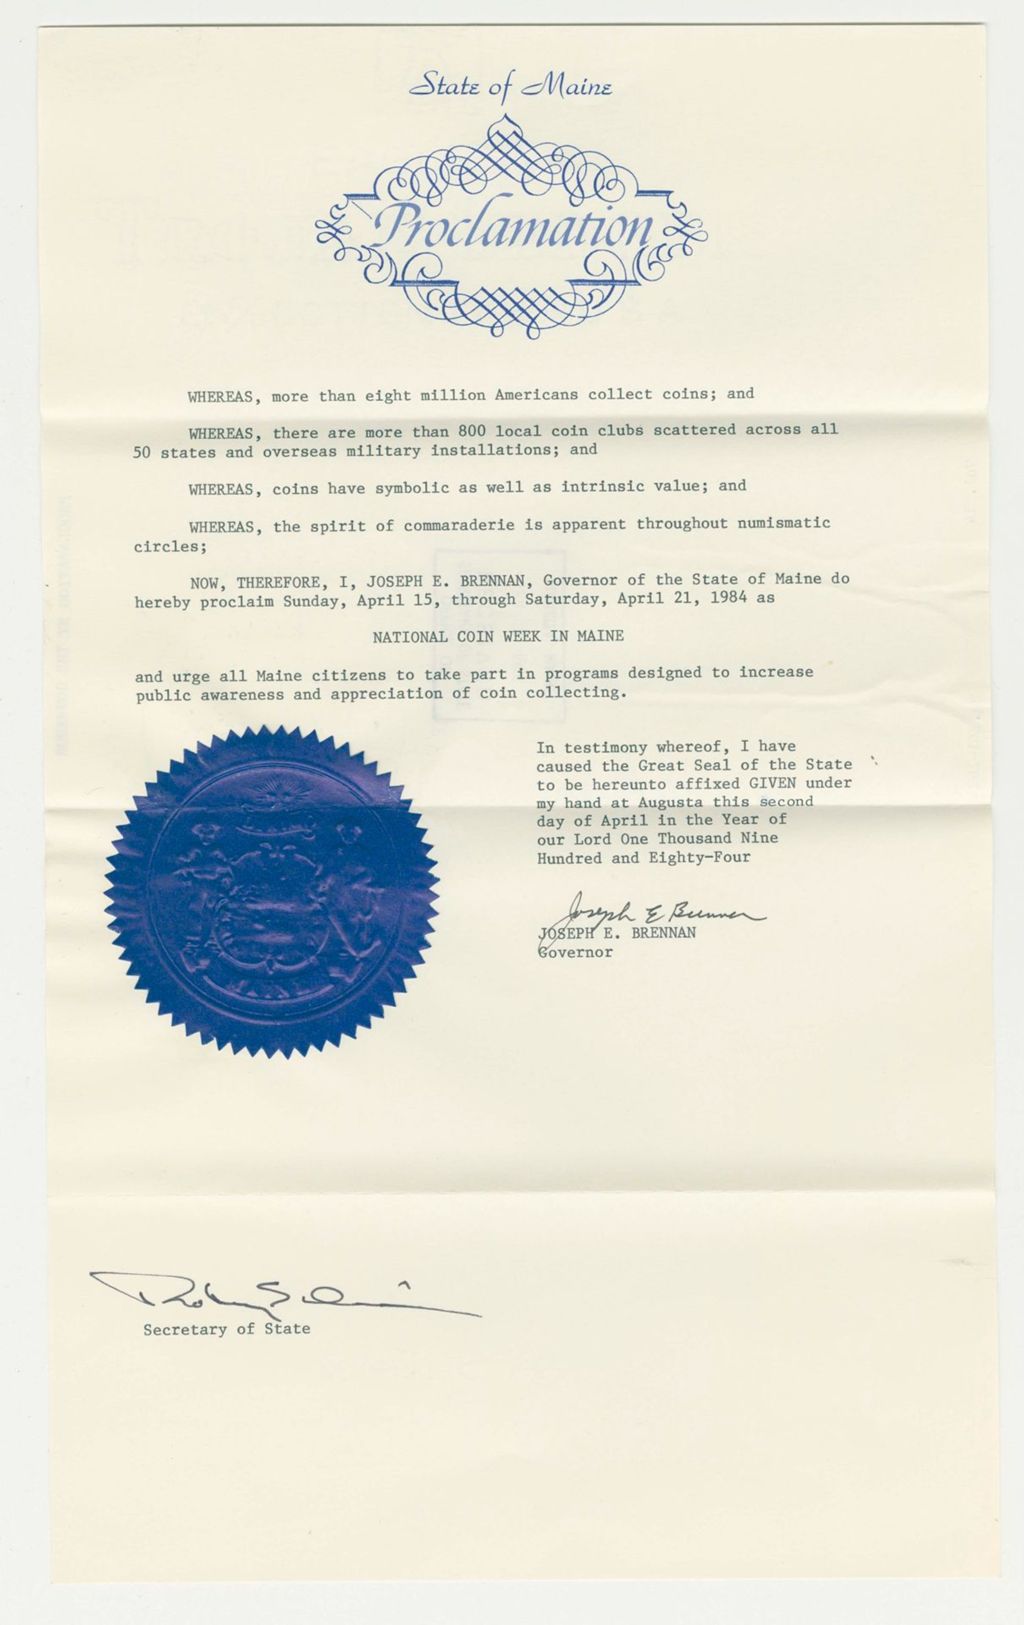 State of Maine
Proclamation
WHEREAS, more than eight million Americans collect coins; and
WHEREAS, there are more than 800 local coin clubs scattered across all
50 states and overseas military installations; and
WHEREAS, coins have symbolic as well as intrinsic value; and
WHEREAS, the spirit of commaraderie is apparent throughout numismatic
circles;
NOW, THEREFORE, I, JOSEPH E. BRENNAN, Governor of the State of Maine do
hereby proclaim Sunday, April 15, through Saturday, April 21, 1984 as
NATIONAL COIN WEEK IN MAINE
and urge all Maine citizens to take part in programs designed to increase
public awareness and appreciation of coin collecting.
In testimony whereof, I have
caused the Great Seal of the State
to be hereunto affixed GIVEN under
my hand at Augusta this second
day of April in the Year of
our Lord One Thousand Nine
Hundred and Eighty-Four
Joseph E Brennan
JOSEPH E. BRENNAN
Governor
MAINE
Secretary of State